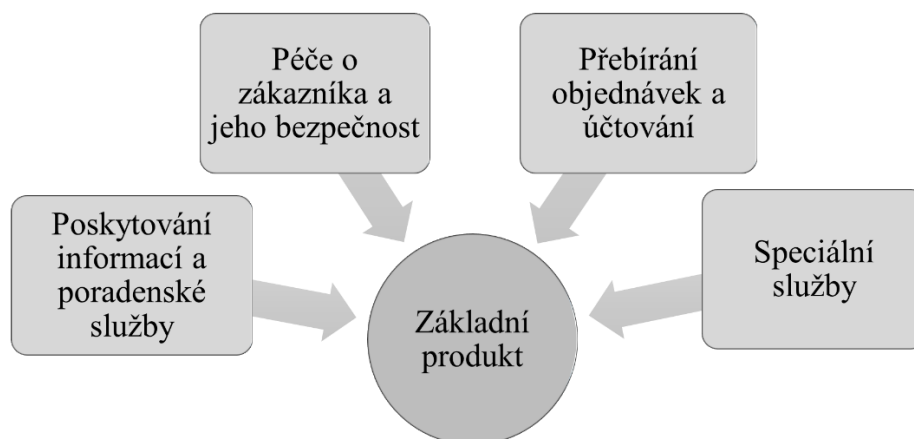 Péče o
zákazníka a
jeho bezpečnost
Přebírání
objednávek a
účtování
Poskytování
informací a
poradenské
služby
Speciální
služby
Základní
produkt